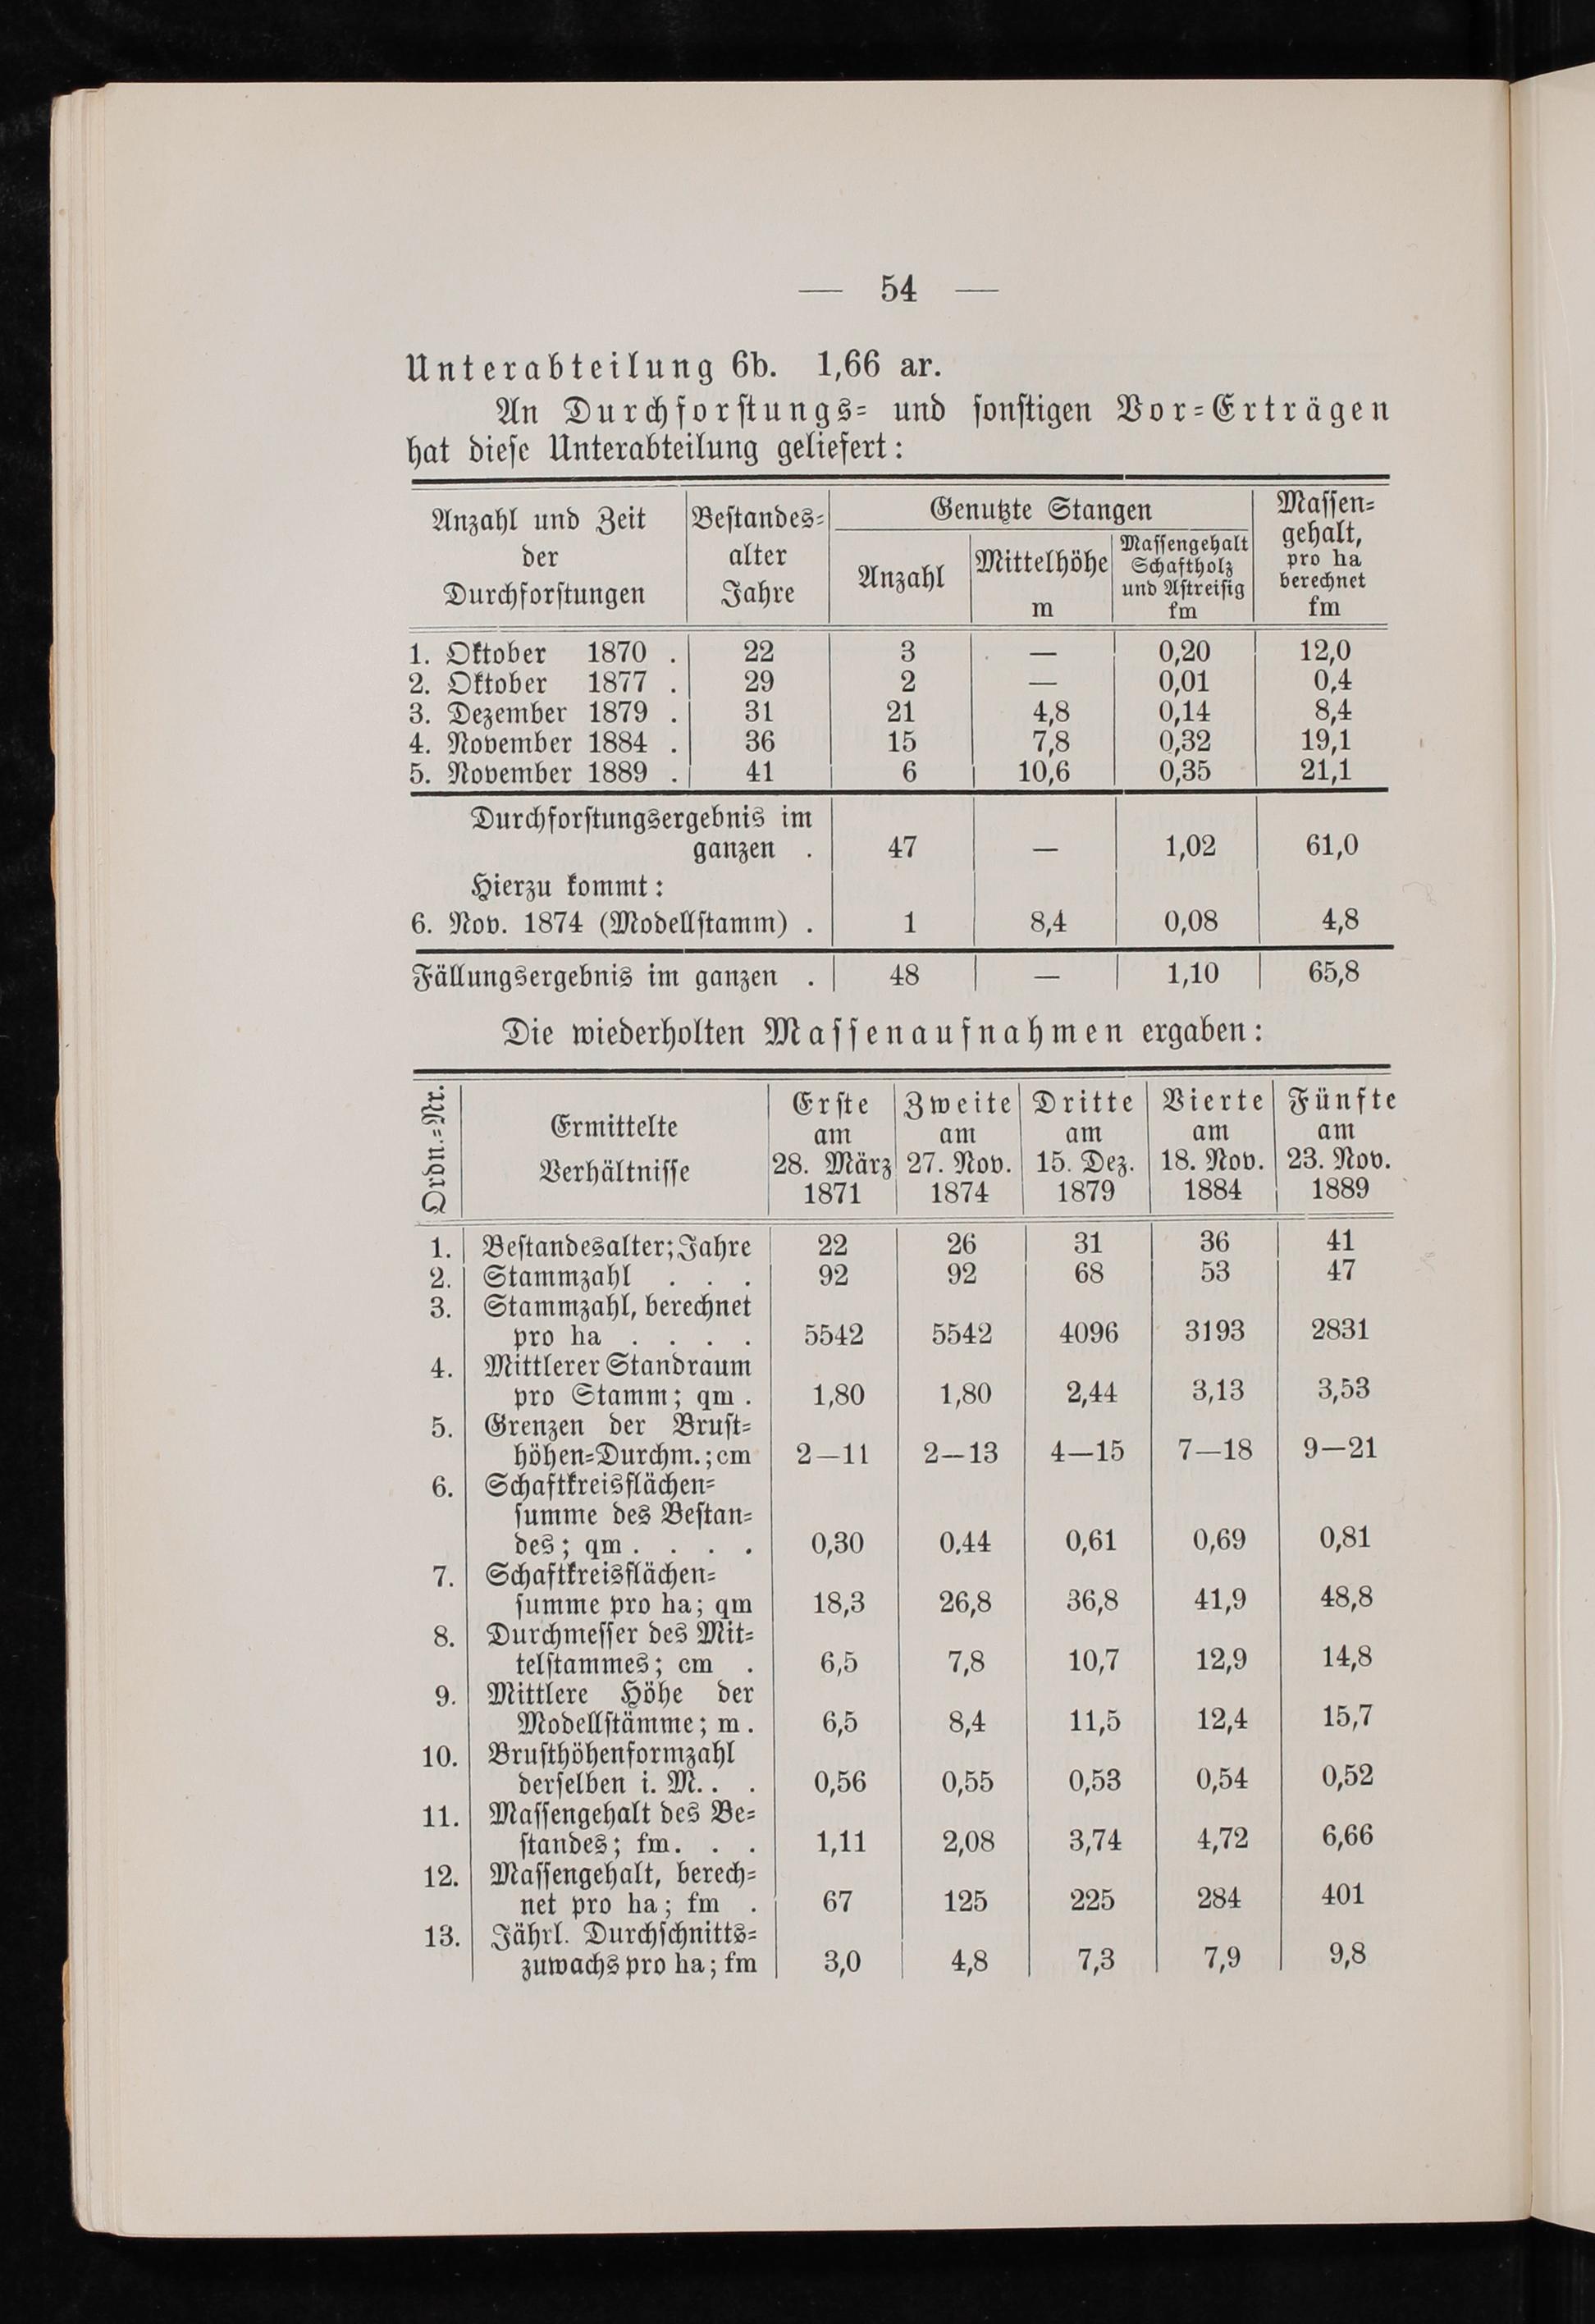 — 54 —
Unterabteilung 6b. 1,66 ar.
An Durchforſtungs= und ſonſtigen Vor=Erträgen
hat dieſe Unterabteilung geliefert:
Anzahl und Zeit
der
Durchforſtungen
Beſtandes=
alter
Jahre
Genutzte Stangen
Anzahl
Mittelhöhe
m
Maſſengehalt
Schaftholz
und Aſtreiſig
fm
Maſſen=
gehalt,
pro ha
berechnet
fm
1. Oktober 1870 . 22 3 — 0,20 12,0
2. Oktober 1877 . 29 2 — 0,01 0,4
3. Dezember 1879 . 31 21 4,8 0,14 8,4
4. November 1884 . 36 15 7,8 0,32 19,1
5. November 1889 . 41 6 10,6 0,35 21,1
Durchforſtungsergebnis im
ganzen . 47 — 1,02 61,0
Hierzu kommt:
6. Nov. 1874 (Modellſtamm) . 1 8,4 0,08 4,8
Fällungsergebnis im ganzen . 48 — 1,10 65,8
Die wiederholten Maſſenaufnahmen ergaben:
Ordn.=Nr.
Ermittelte
Verhältniſſe
Erſte
am
28. März
1871
Zweite
am
27. Nov.
1874
Dritte
am
15. Dez.
1879
Vierte
am
18. Nov.
1884
Fünfte
am
23. Nov.
1889
1. Beſtandesalter; Jahre 22 26 31 36 41
2. Stammzahl . . . 92 92 68 53 47
3. Stammzahl, berechnet
pro ha . . . . 5542 5542 4096 3193 2831
4. Mittlerer Standraum
pro Stamm; qm . 1,80 1,80 2,44 3,13 3,53
5. Grenzen der Bruſt=
höhen=Durchm.; cm 2—11 2—13 4—15 7—18 9—21
6. Schaftkreisflächen=
ſumme des Beſtan=
des; qm . . . . 0,30 0,44 0,61 0,69 0,81
7. Schaftkreisflächen=
ſumme pro ha; qm 18,3 26,8 36,8 41,9 48,8
8. Durchmeſſer des Mit=
telſtammes; cm . 6,5 7,8 10,7 12,9 14,8
9. Mittlere Höhe der
Modellſtämme; m . 6,5 8,4 11,5 12,4 15,7
10. Bruſthöhenformzahl
derſelben i. M. . . 0,56 0,55 0,53 0,54 0,52
11. Maſſengehalt des Be=
ſtandes; fm. . . 1,11 2,08 3,74 4,72 6,66
12. Maſſengehalt, berech=
net pro ha; fm . 67 125 225 284 401
13. Jährl. Durchſchnitts=
zuwachs pro ha; fm 3,0 4,8 7,3 7,9 9,8